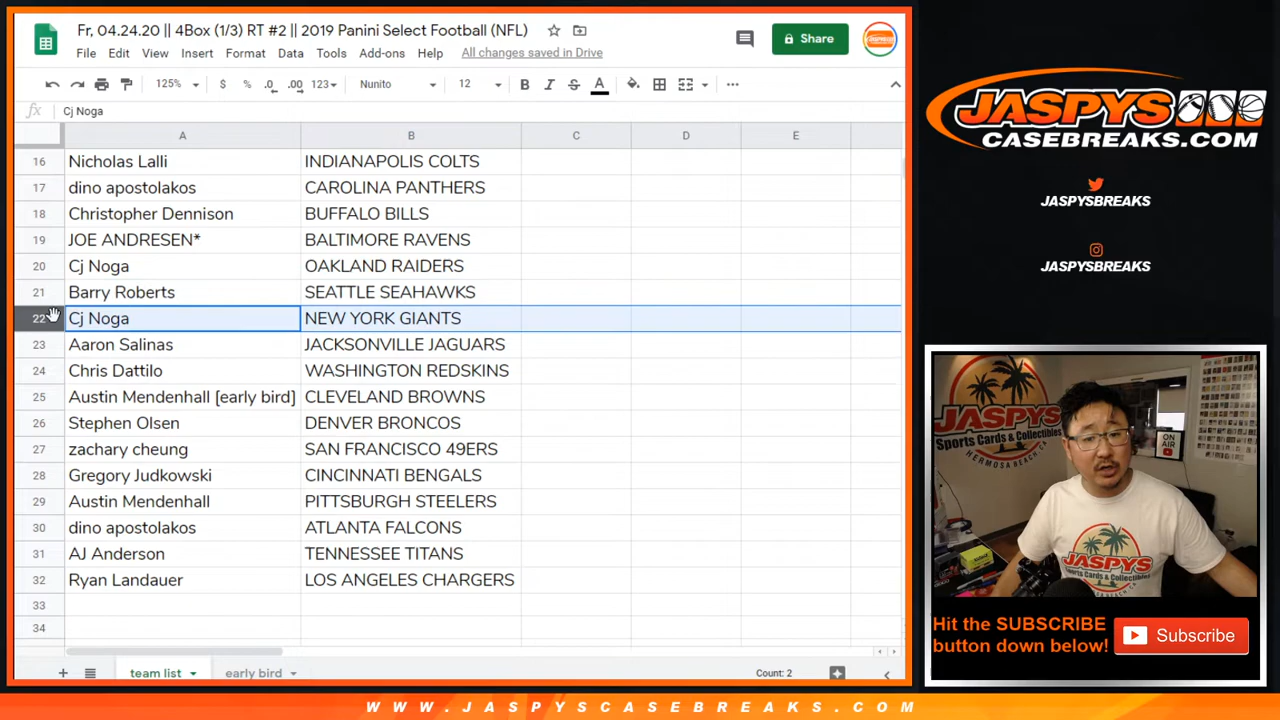 Fr, 04.24.20 || 4Box (1/3) RT #2 || 2019 Panini Select Football (NFL)
File Edit View Insert Format Data Tools Add-ons Help All changes saved in Drive
Share
125% $ % .0 .00 123 Nunito 12 B I S A
fx Cj Noga
A B C D E
16 Nicholas Lalli INDIANAPOLIS COLTS
17 dino apostolakos CAROLINA PANTHERS
18 Christopher Dennison BUFFALO BILLS
19 JOE ANDRESEN* BALTIMORE RAVENS
20 Cj Noga OAKLAND RAIDERS
21 Barry Roberts SEATTLE SEAHAWKS
22 Cj Noga NEW YORK GIANTS
23 Aaron Salinas JACKSONVILLE JAGUARS
24 Chris Dattilo WASHINGTON REDSKINS
25 Austin Mendenhall [early bird] CLEVELAND BROWNS
26 Stephen Olsen DENVER BRONCOS
27 zachary cheung SAN FRANCISCO 49ERS
28 Gregory Judkowski CINCINNATI BENGALS
29 Austin Mendenhall PITTSBURGH STEELERS
30 dino apostolakos ATLANTA FALCONS
31 AJ Anderson TENNESSEE TITANS
32 Ryan Landauer LOS ANGELES CHARGERS
33
34
team list early bird Count: 2
JASPYS
CASEBREAKS.COM
JASPYSBREAKS
JASPYSBREAKS
JASPYS
Sports Cards & Collectibles
HERMOSA BEACH, CA
ON AIR
JASPYS
Sports Cards & Collectibles
Hit the SUBSCRIBE
button down below!
Subscribe
WWW.JASPYSCASEBREAKS.COM